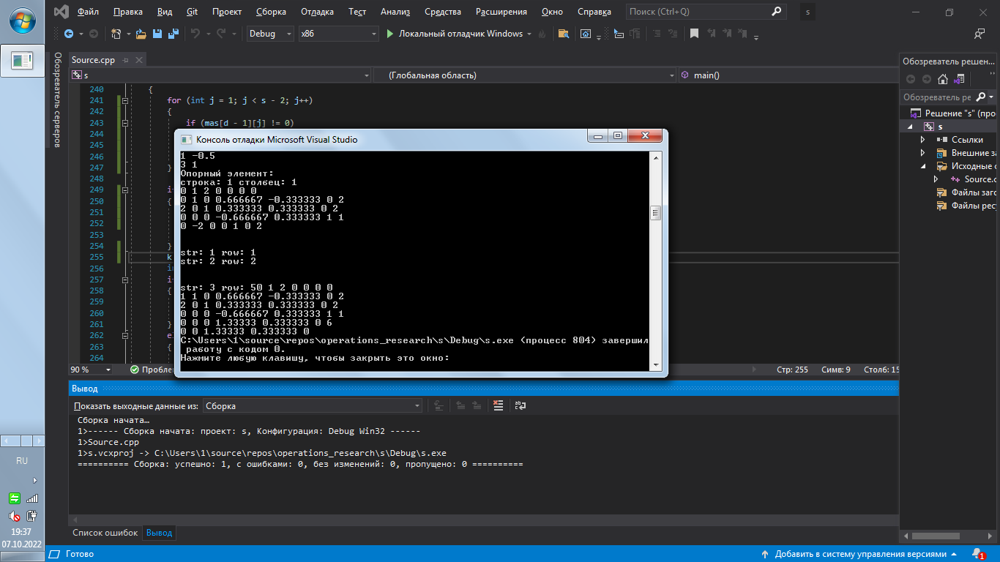 Файл Правка Вид Git Проект Сборка Отладка Тест Анализ Средства Расширения Окно Справка Поиск (Ctrl+Q) s
Debug x86 Локальный отладчик Windows
Обозреватель серверов
Source.cpp
s (Глобальная область) main()
240 {
241 for (int j = 1; j < s - 2; j++)
242 {
243 if (mas[d - 1][j] != 0)
244
245
246
247 }
248
249
250 {
251
252
253
254 }
255 k
256
257
258 {
259
260
261 }
262
263 {
264
Консоль отладки Microsoft Visual Studio
1 -0.5
3 1
Опорный элемент:
строка: 1 столбец: 1
0 1 2 0 0 0 0
0 1 0 0.666667 -0.333333 0 2
2 0 1 0.333333 0.333333 0 2
0 0 0 -0.666667 0.333333 1 1
0 -2 0 0 1 0 2
str: 1 row: 1
str: 2 row: 2
str: 3 row: 50 1 2 0 0 0 0
1 1 0 0.666667 -0.333333 0 2
2 0 1 0.333333 0.333333 0 2
0 0 0 -0.666667 0.333333 1 1
0 0 0 1.33333 0.333333 0 6
0 0 1.33333 0.333333 0
C:\Users\1\source\repos\operations_research\s\Debug\s.exe (процесс 804) завершил
работу с кодом 0.
Нажмите любую клавишу, чтобы закрыть это окно:
90 % Пробле Стр: 255 Симв: 9 Столб: 15
Вывод
Показать выходные данные из: Сборка
Сборка начата…
1>------ Сборка начата: проект: s, Конфигурация: Debug Win32 ------
1>Source.cpp
1>s.vcxproj -> C:\Users\1\source\repos\operations_research\s\Debug\s.exe
========== Сборка: успешно: 1, с ошибками: 0, без изменений: 0, пропущено: 0 ==========
Список ошибок Вывод
Обозреватель решен...
Обозреватель ре
Решение "s" (про
s
Ссылки
Внешние за
Исходные с
Source.c
Файлы заго
Файлы ресу
RU
19:37
07.10.2022
Готово Добавить в систему управления версиями 1